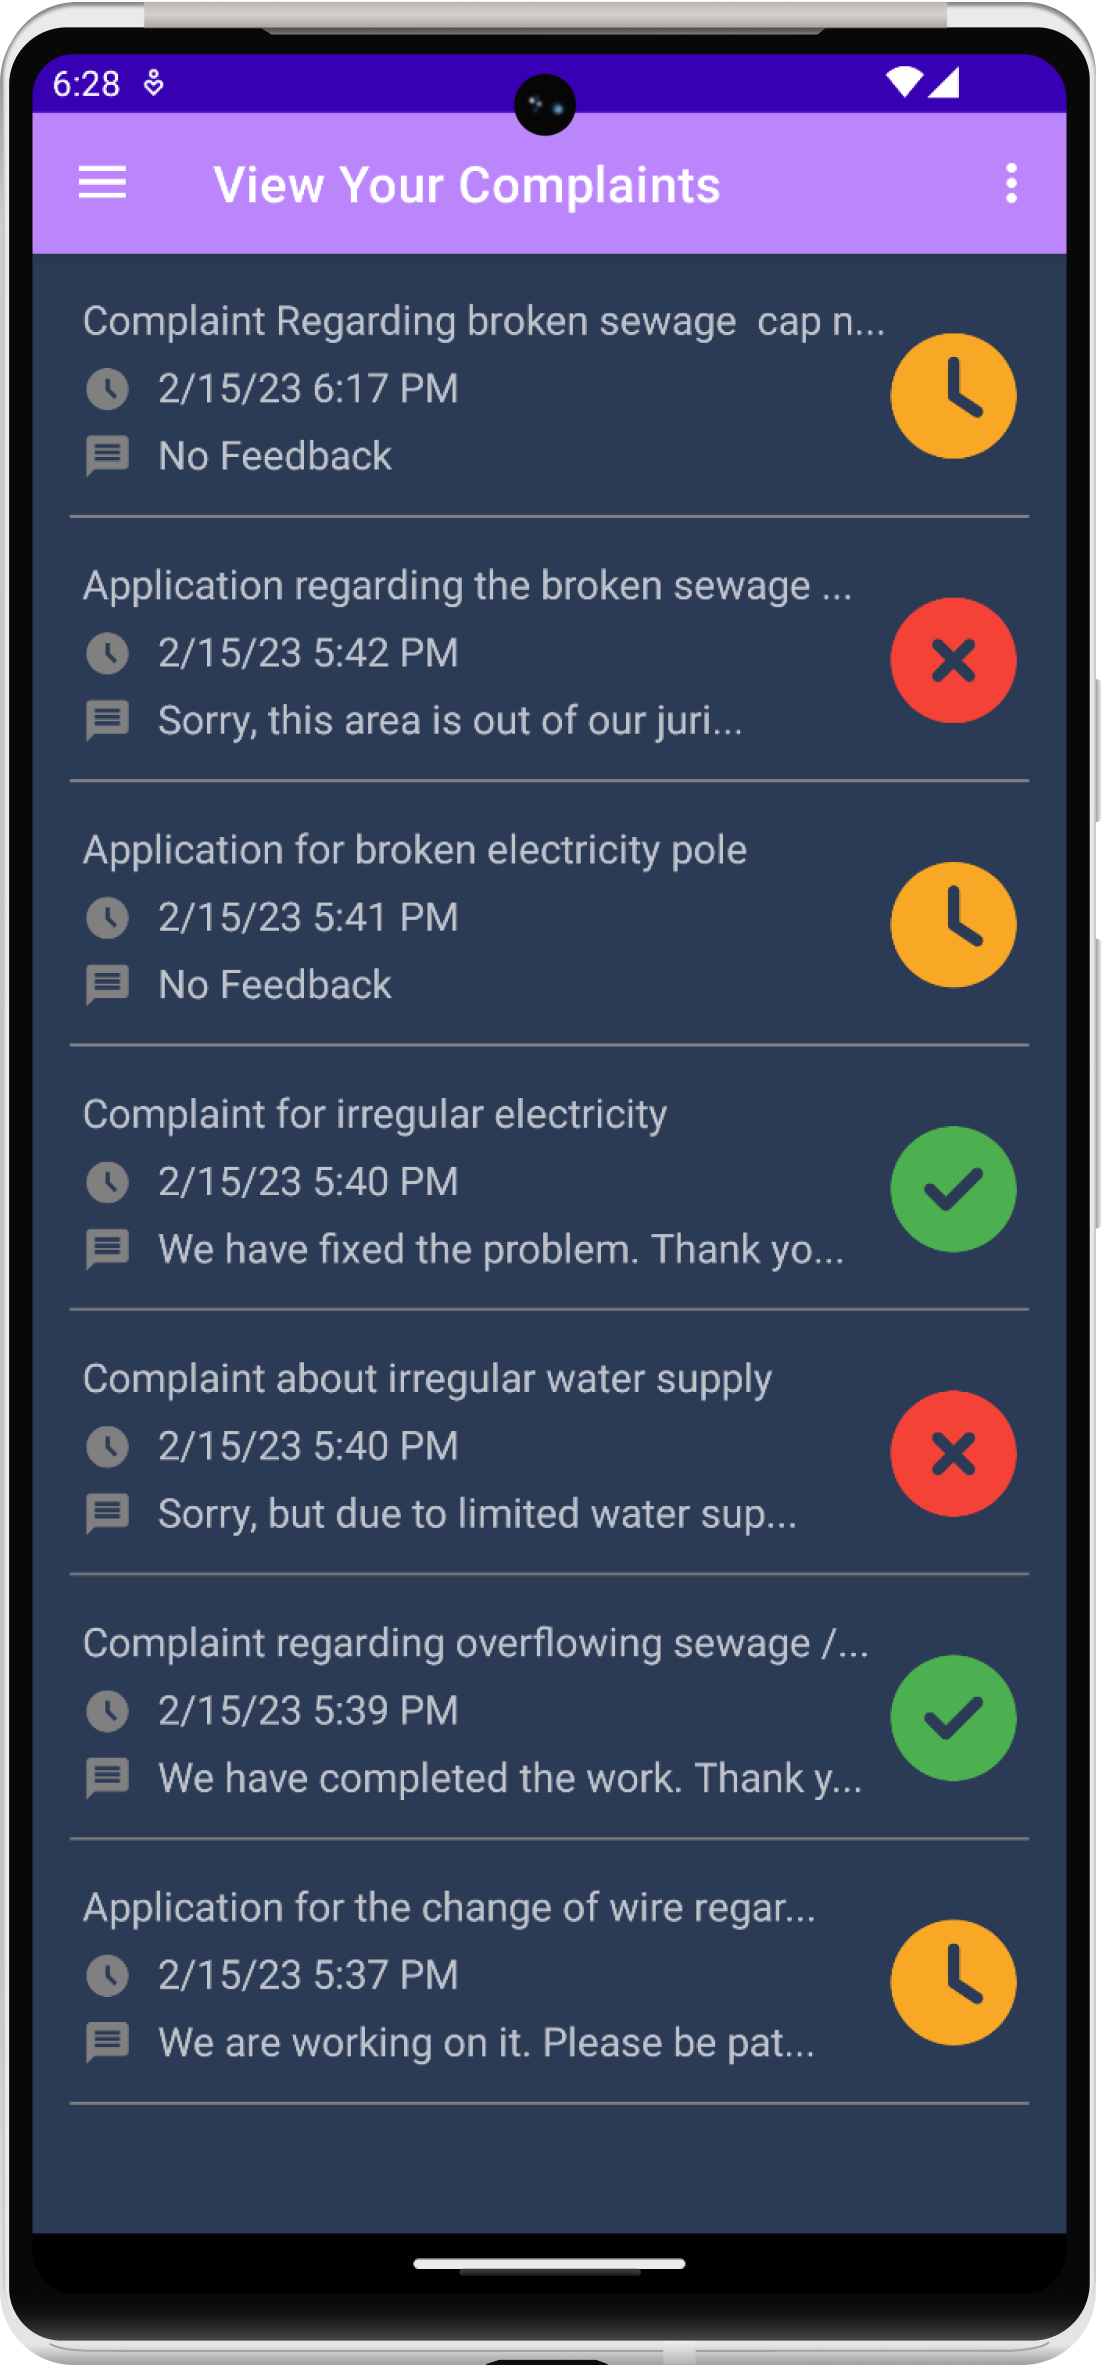 6:28
View Your Complaints
Complaint Regarding broken sewage  cap n...
2/15/23 6:17 PM
No Feedback
Application regarding the broken sewage ...
2/15/23 5:42 PM
Sorry, this area is out of our juri...
Application for broken electricity pole
2/15/23 5:41 PM
No Feedback
Complaint for irregular electricity
2/15/23 5:40 PM
We have fixed the problem. Thank yo...
Complaint about irregular water supply
2/15/23 5:40 PM
Sorry, but due to limited water sup...
Complaint regarding overflowing sewage /...
2/15/23 5:39 PM
We have completed the work. Thank y...
Application for the change of wire regar...
2/15/23 5:37 PM
We are working on it. Please be pat...